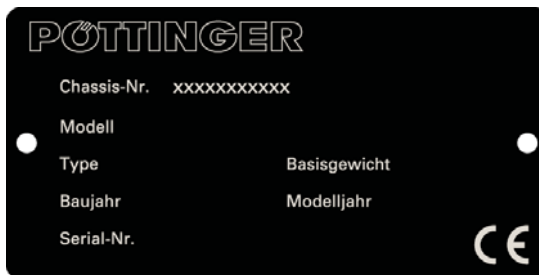 PÖTTINGER
Chassis-Nr. xxxxxxxxxxx
Modell
Type Basisgewicht
Baujahr Modelljahr
Serial-Nr.
CE